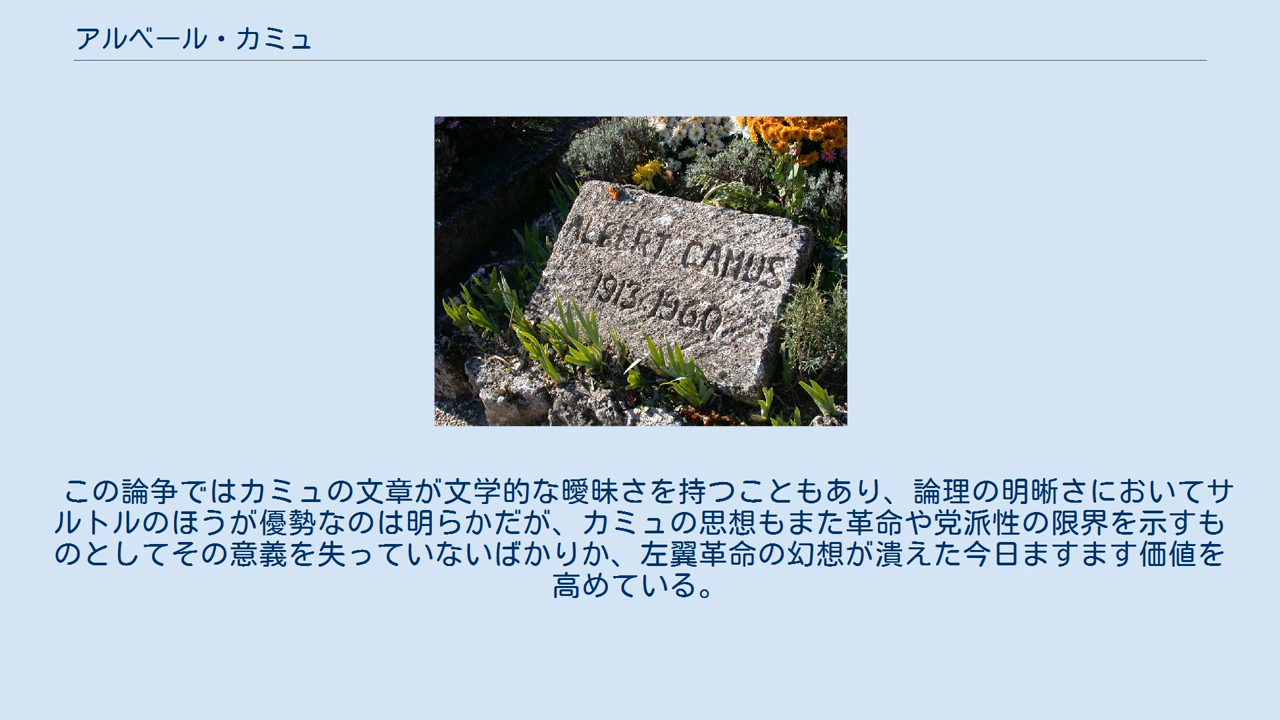 アルベール・カミュ
ALBERT CAMUS
1913-1960
この論争ではカミュの文章が文学的な曖昧さを持つこともあり、論理の明晰さにおいてサ
ルトルのほうが優勢なのは明らかだが、カミュの思想もまた革命や党派性の限界を示すも
のとしてその意義を失っていないばかりか、左翼革命の幻想が潰えた今日ますます価値を
高めている。